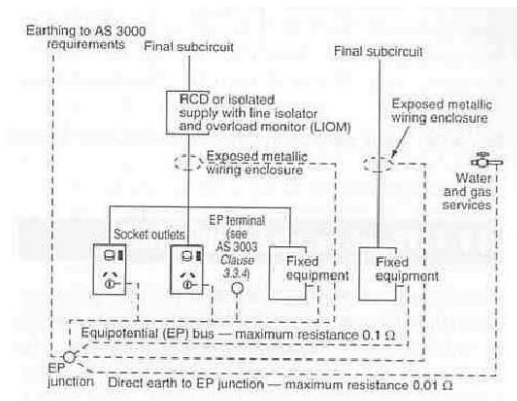 Earthing to AS 3000
requirements
Final subcircuit
Final subcircuit
RCD or isolated
supply with line isolator
and overload monitor (LIOM)
Exposed metallic
wiring enclosure
Exposed metallic
wiring enclosure
Water
and gas
services
Socket outlets
EP terminal
(see
AS 3003
Clause
3.3.4)
Fixed
equipment
Fixed
equipment
Equipotential (EP) bus — maximum resistance 0.1 Ω
EP
junction
Direct earth to EP junction — maximum resistance 0.01 Ω